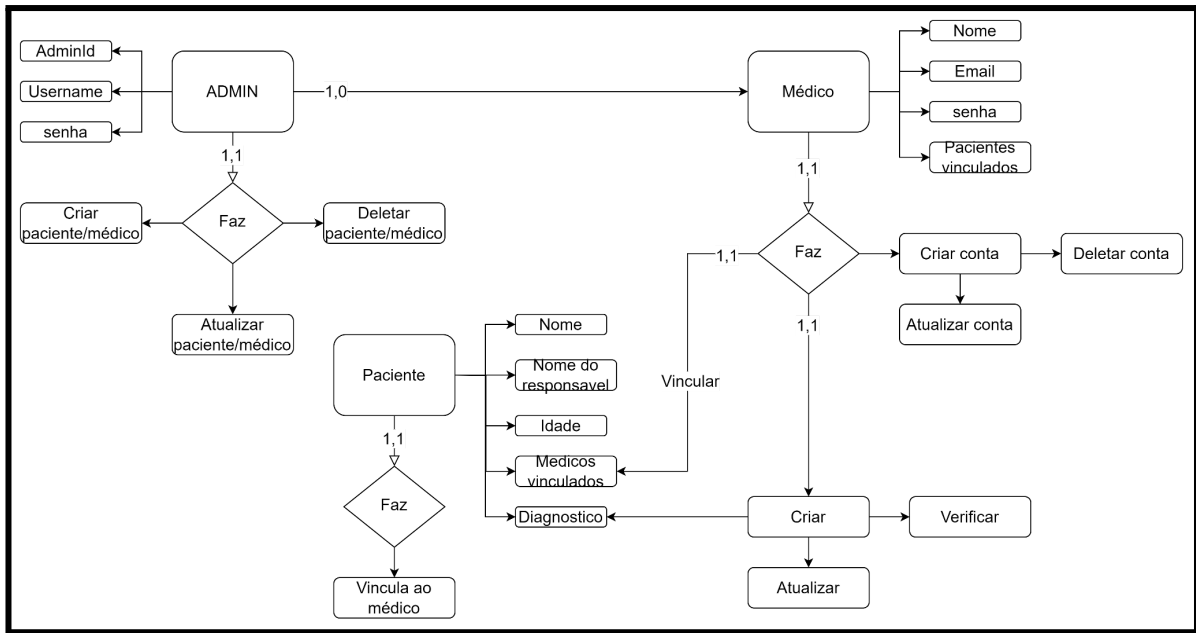 AdminId
Username
senha
ADMIN
1,0
Médico
Nome
Email
senha
Pacientes
vinculados
1,1
Faz
Criar
paciente/médico
Deletar
paciente/médico
Atualizar
paciente/médico
1,1
Faz
1,1
Criar conta
Deletar conta
Atualizar conta
1,1
Vincular
Paciente
Nome
Nome do
responsavel
Idade
Medicos
vinculados
Diagnostico
1,1
Faz
Vincula ao
médico
Criar
Verificar
Atualizar